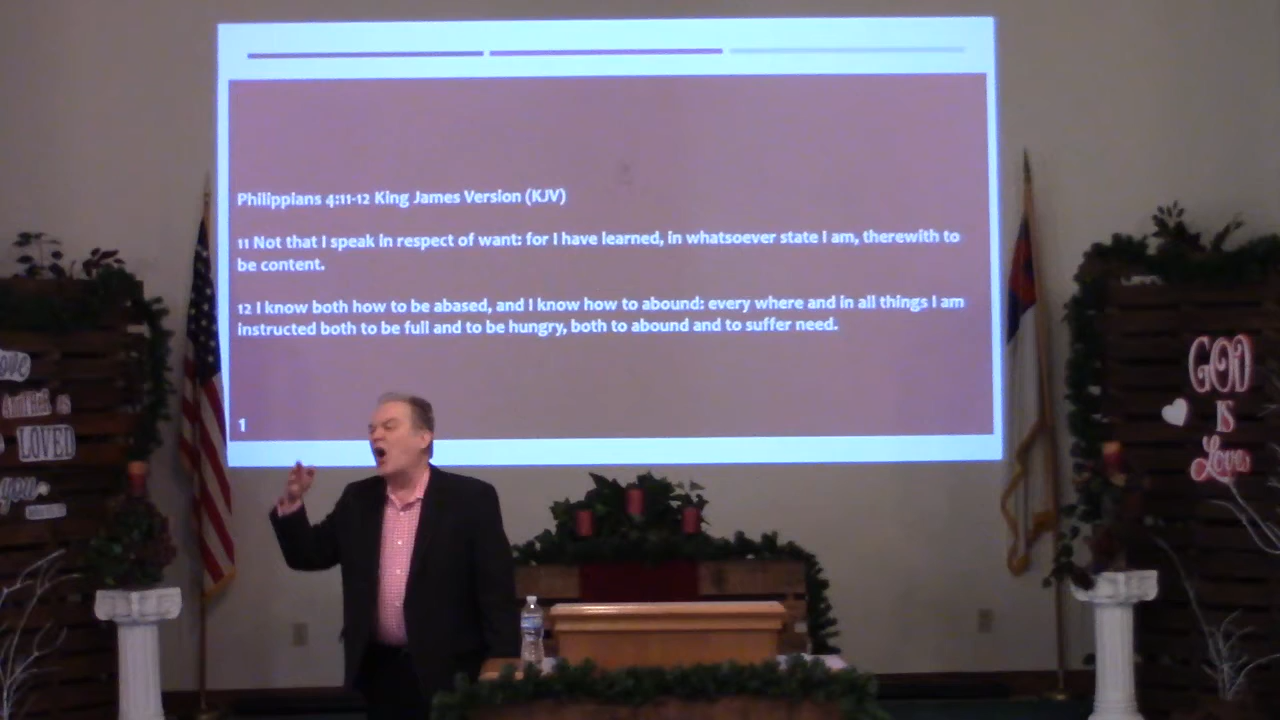 Philippians 4:11-12 King James Version (KJV)
11 Not that I speak in respect of want: for I have learned, in whatsoever state I am, therewith to
be content.
12 I know both how to be abased, and I know how to abound: every where and in all things I am
instructed both to be full and to be hungry, both to abound and to suffer need.
1
LOVED
you
GOD
IS
Love